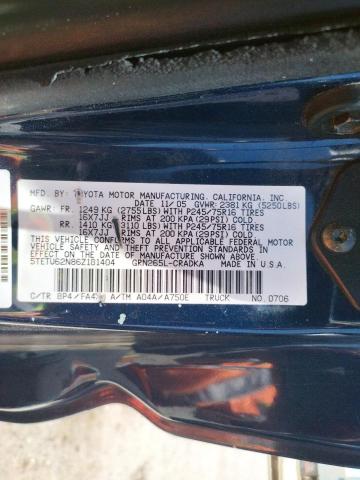 MFD. BY: TOYOTA MOTOR MANUFACTURING, CALIFORNIA, INC.
DATE 11/05 GVWR: 2381 KG (5250LBS)
GAWR: FR. 1249 KG (2755LBS) WITH P245/75R16 TIRES
16X7JJ RIMS AT 200 KPA (29PSI) COLD.
RR. 1410 KG (3110LBS) WITH P245/75R16 TIRES
16X7JJ RIMS AT 200 KPA (29PSI) COLD.
THIS VEHICLE CONFORMS TO ALL APPLICABLE FEDERAL MOTOR
VEHICLE SAFETY AND THEFT PREVENTION STANDARDS IN EFFECT
ON THE DATE OF MANUFACTURE SHOWN ABOVE.
5TETU62N86Z181404 GRN265L-CRADKA MADE IN U.S.A.
C/TR: BP4/FA4 A/TM A04A/A750E TRUCK NO.0706